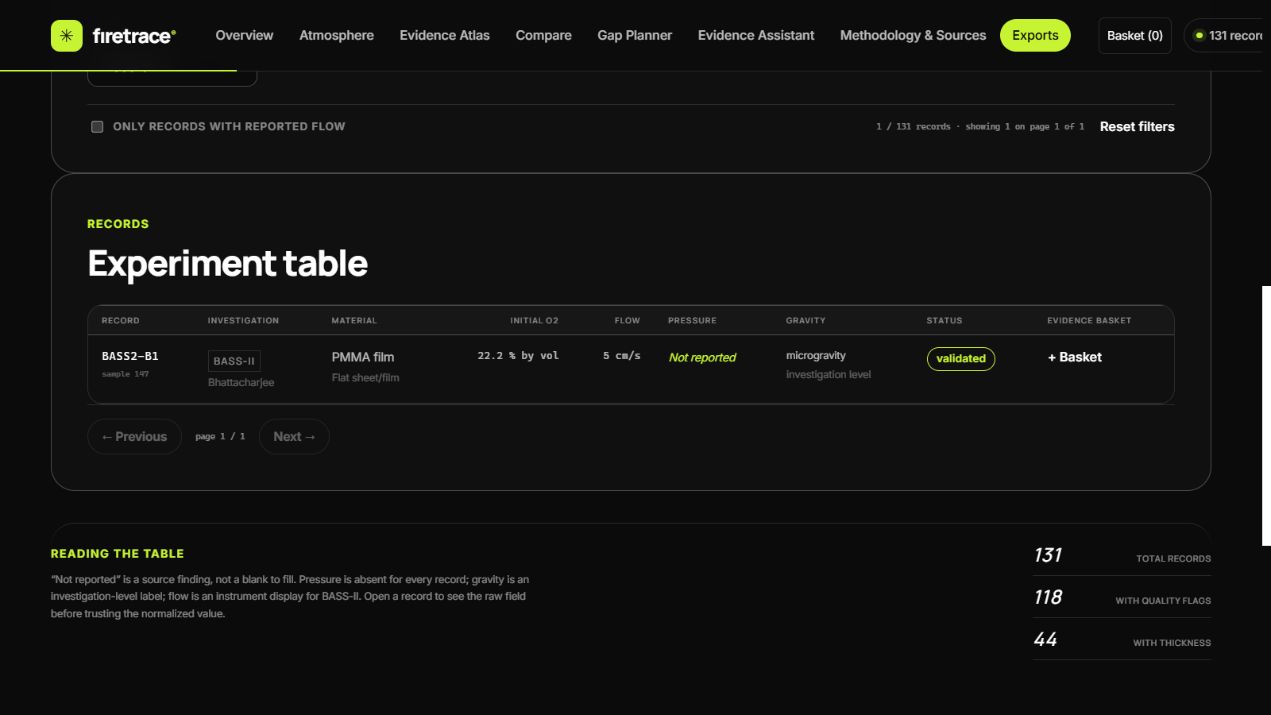 firetrace
Overview
Atmosphere
Evidence Atlas
Compare
Gap Planner
Evidence Assistant
Methodology & Sources
Exports
Basket (0)
131
ONLY RECORDS WITH REPORTED FLOW
1 / 131 records · showing 1 on page 1 of 1
Reset filters
RECORDS
Experiment table
RECORD INVESTIGATION MATERIAL INITIAL O2 FLOW PRESSURE GRAVITY STATUS EVIDENCE BASKET
BASS2-B1 BASS-II PMMA film 22.2 % by vol 5 cm/s Not reported microgravity validated + Basket
sample 147 Bhattacharjee Flat sheet/film investigation level
← Previous page 1 / 1 Next →
READING THE TABLE
“Not reported” is a source finding, not a blank to fill. Pressure is absent for every record; gravity is an
investigation-level label; flow is an instrument display for BASS-II. Open a record to see the raw field
before trusting the normalized value.
131 TOTAL RECORDS
118 WITH QUALITY FLAGS
44 WITH THICKNESS